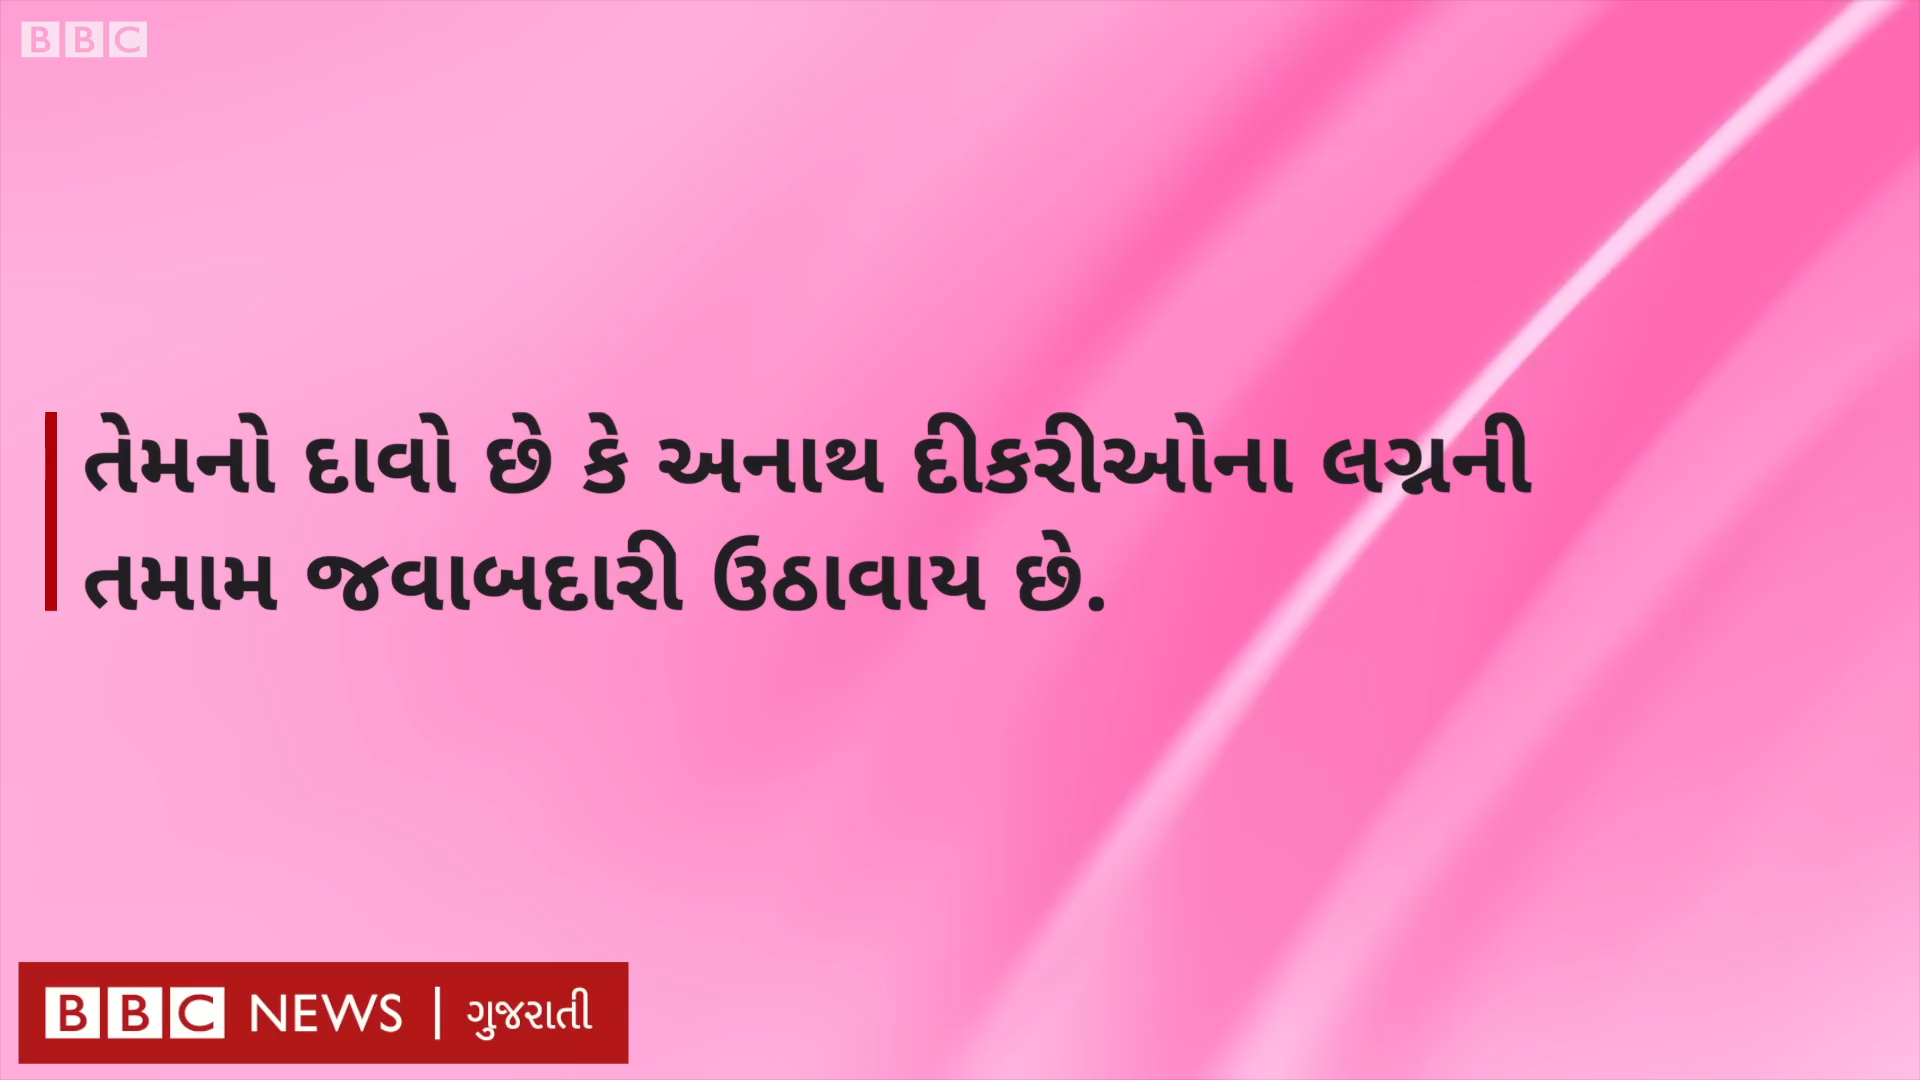 BBC
તેમનો દાવો છે કે અનાથ દીકરીઓના લગ્નની
તમામ જવાબદારી ઉઠાવાય છે.
BBC NEWS | ગુજરાતી